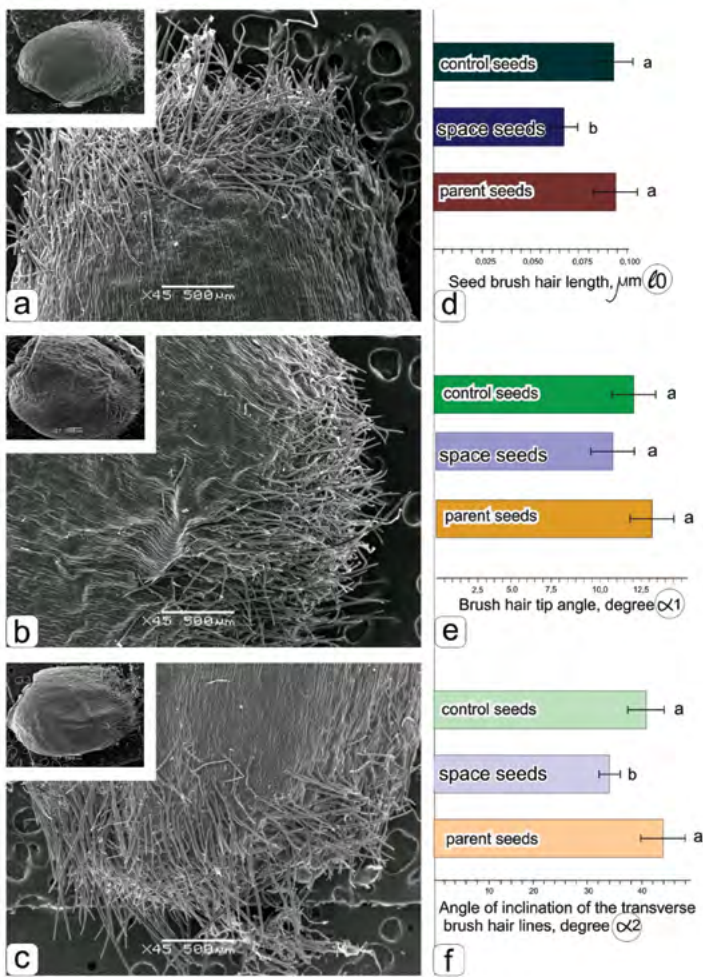 a
X45 500µm
b
X45 500µm
c
X45 500µm
control seeds
a
space seeds
b
parent seeds
a
0,025 0,050 0,075 0,100
Seed brush hair length, µm ℓ0
d
control seeds
a
space seeds
a
parent seeds
a
2,5 5,0 7,5 10,0 12,5
Brush hair tip angle, degree α1
e
control seeds
a
space seeds
b
parent seeds
a
10 20 30 40
Angle of inclination of the transverse
brush hair lines, degree α2
f